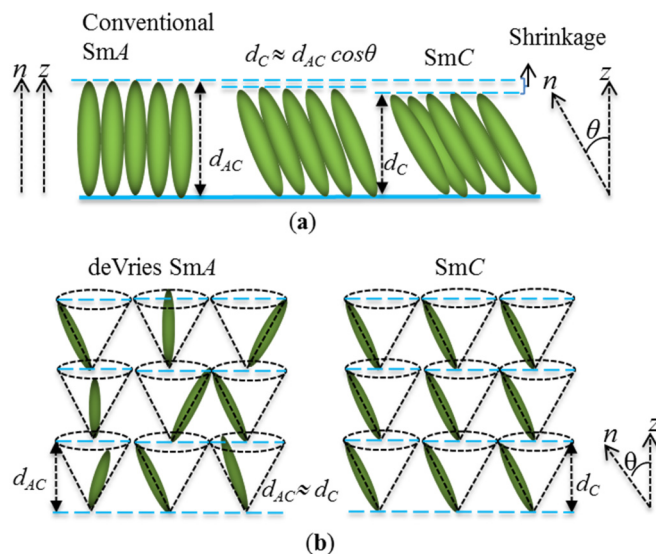 Conventional
SmA
n z
d_C ≈ d_AC cosθ
SmC
Shrinkage
n
z
θ
d_AC
d_C
(a)
deVries SmA
SmC
n
z
θ
d_AC
d_AC≈ d_C
d_C
(b)